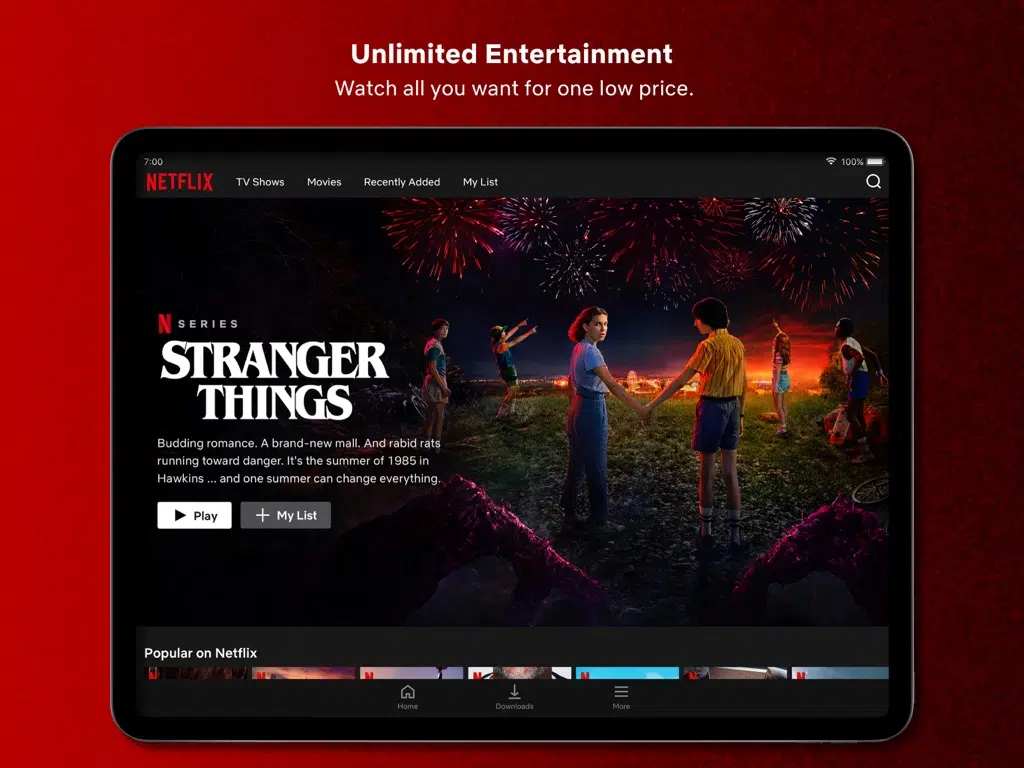 Unlimited Entertainment
Watch all you want for one low price.
7:00
100%
NETFLIX
TV Shows
Movies
Recently Added
My List
N SERIES
STRANGER
THINGS
Budding romance. A brand-new mall. And rabid rats
running toward danger. It's the summer of 1985 in
Hawkins ... and one summer can change everything.
Play
My List
Popular on Netflix
Home
Downloads
More